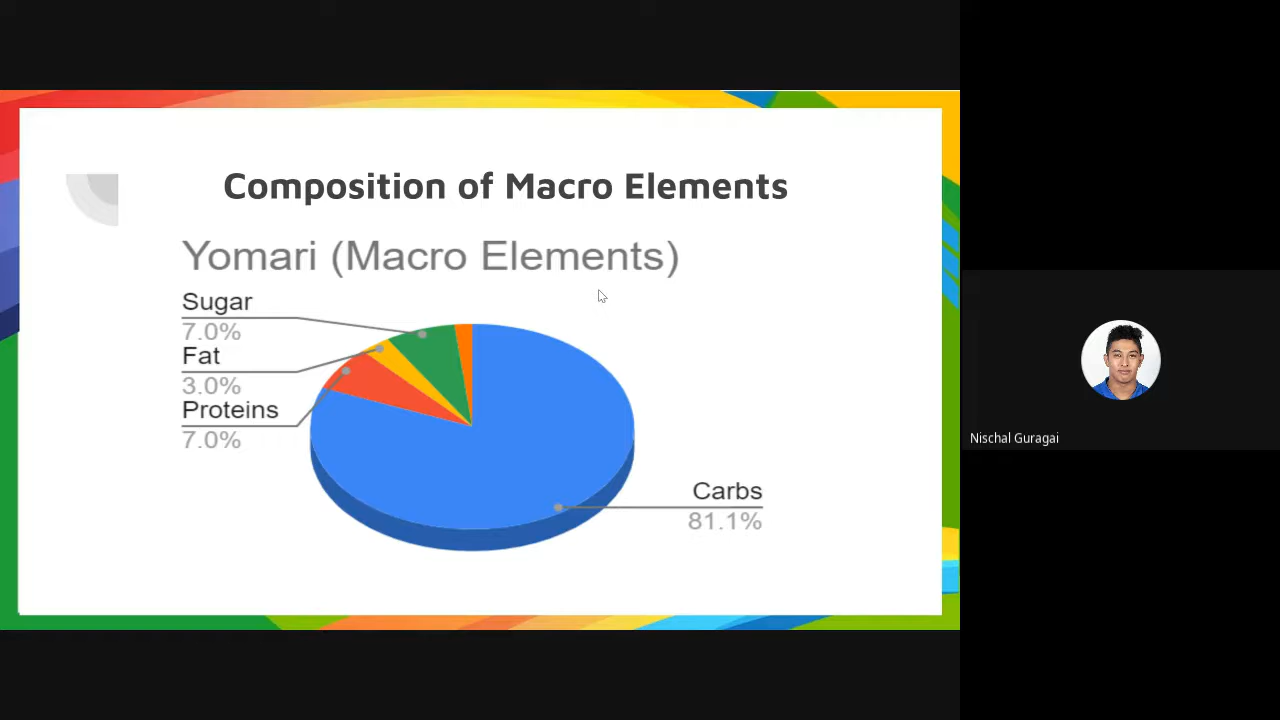 Composition of Macro Elements
Yomari (Macro Elements)
Sugar
7.0%
Fat
3.0%
Proteins
7.0%
Carbs
81.1%
Nischal Guragai